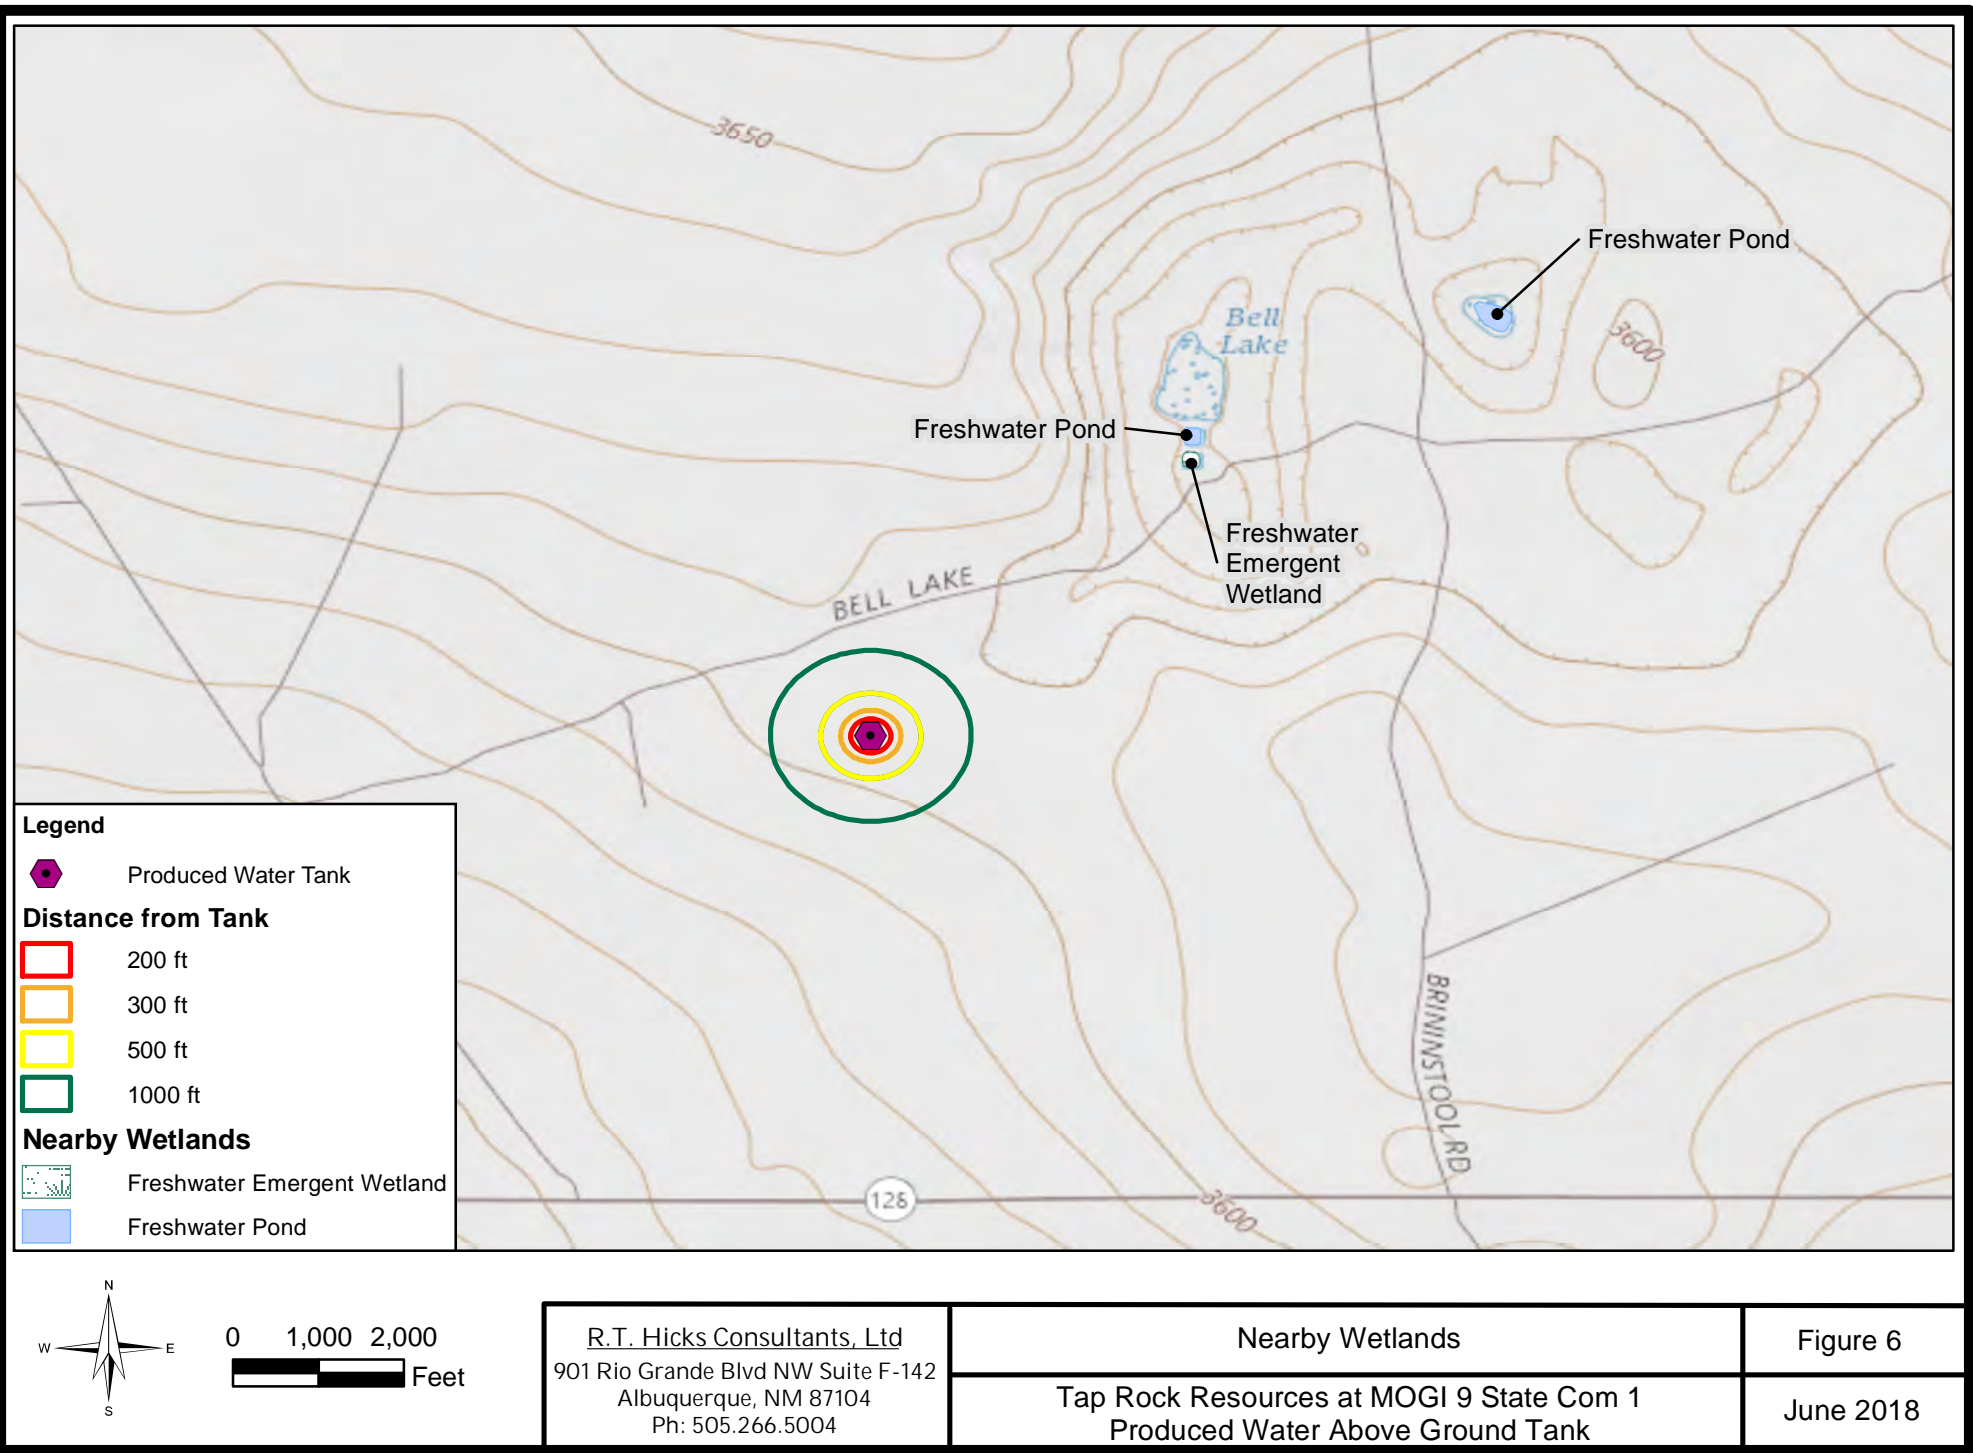 3650
Freshwater Pond
Bell
Lake
3600
Freshwater Pond
Freshwater
Emergent
Wetland
BELL LAKE
Legend
Produced Water Tank
Distance from Tank
200 ft
300 ft
500 ft
1000 ft
Nearby Wetlands
Freshwater Emergent Wetland
Freshwater Pond
BRININSTOOL RD
128
3600
N
W
E
S
0 1,000 2,000
Feet
R.T. Hicks Consultants, Ltd
901 Rio Grande Blvd NW Suite F-142
Albuquerque, NM 87104
Ph: 505.266.5004
Nearby Wetlands
Tap Rock Resources at MOGI 9 State Com 1
Produced Water Above Ground Tank
Figure 6
June 2018